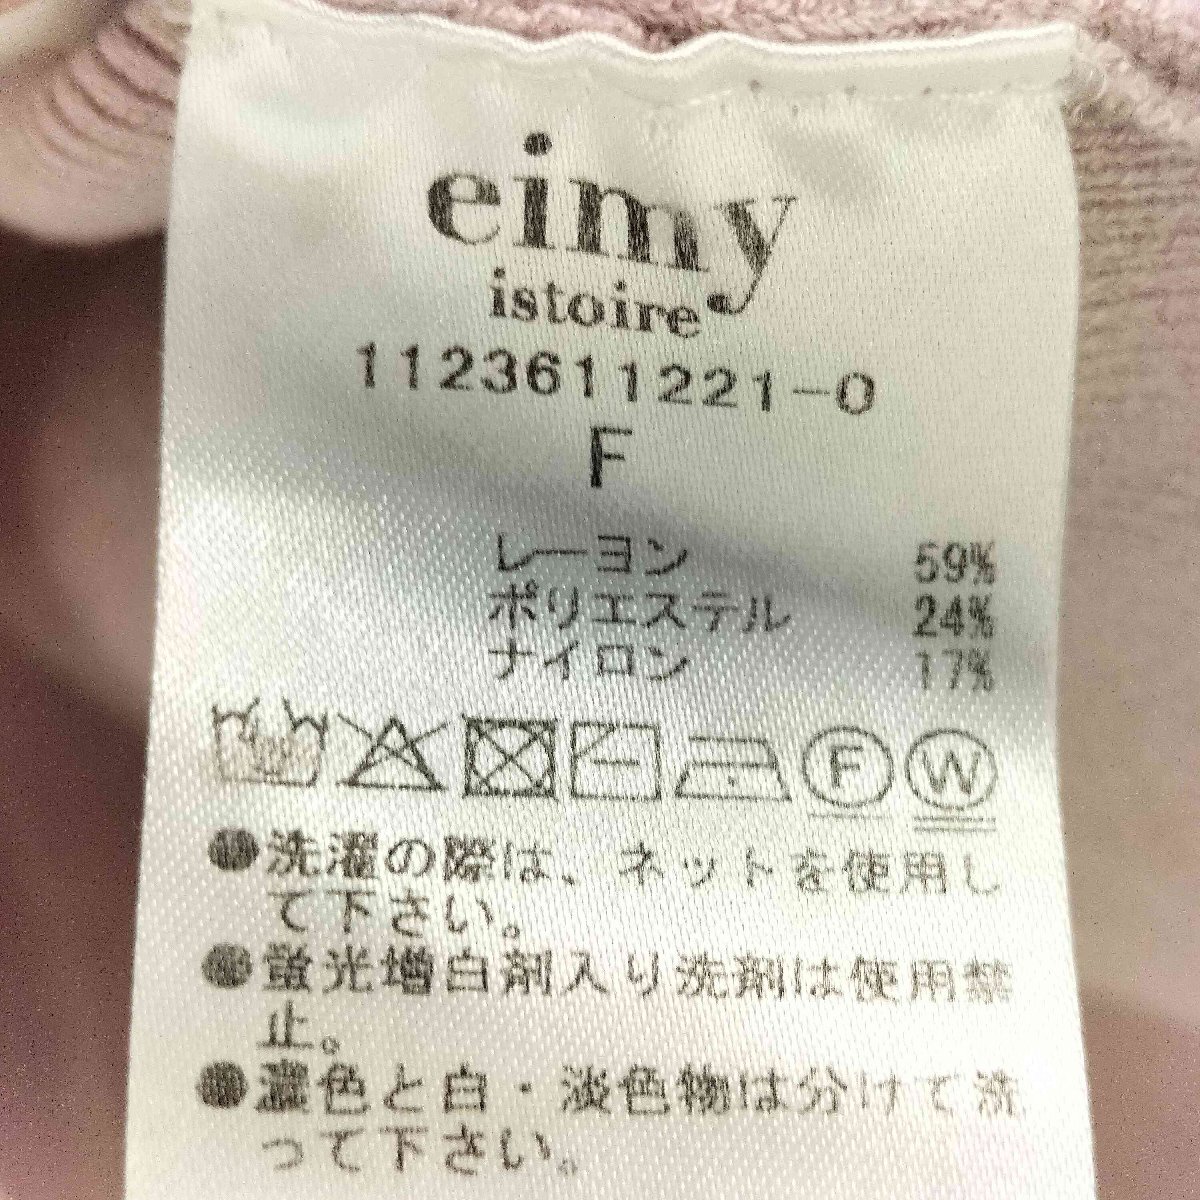 eimy
istoire
1123611221-0
F
レーヨン 59%
ポリエステル 24%
ナイロン 17%
F W
●洗濯の際は、ネットを使用し
て下さい。
●蛍光増白剤入り洗剤は使用禁
止。
●濃色と白・淡色物は分けて洗
って下さい。